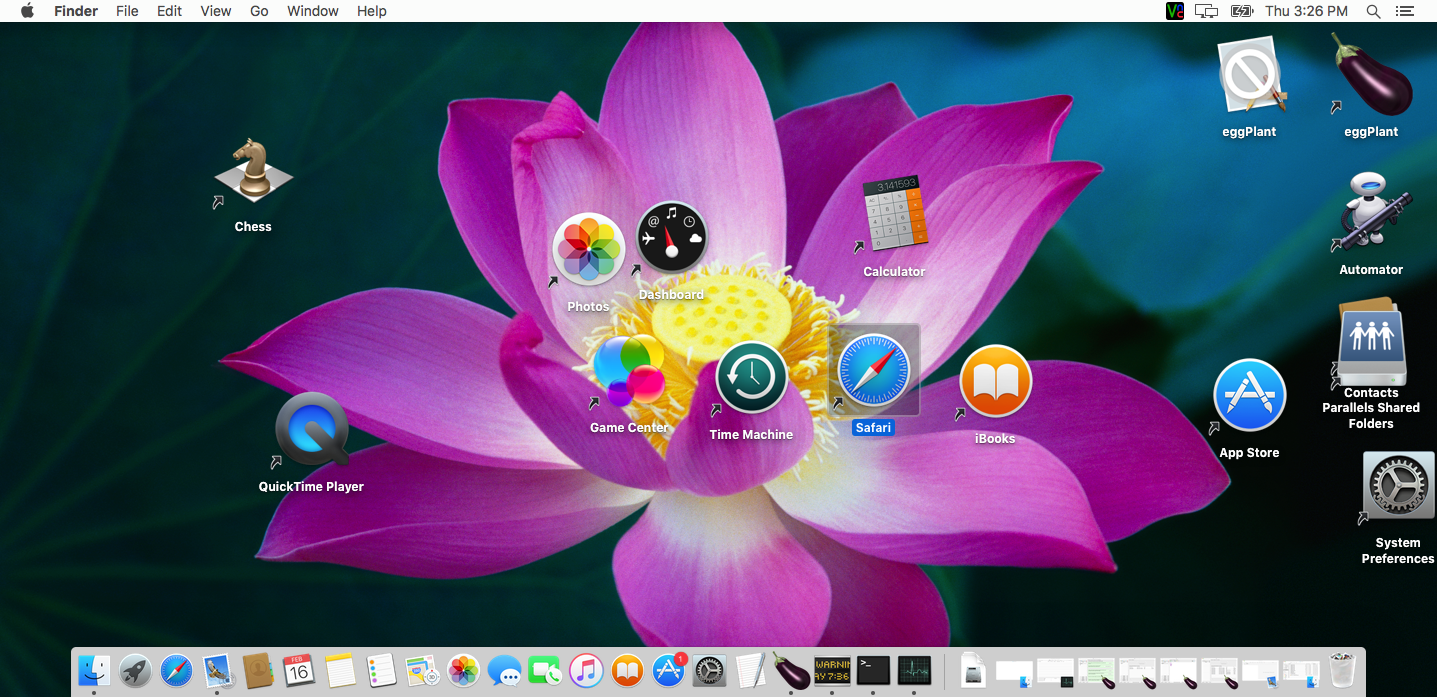 Finder File Edit View Go Window Help
Thu 3:26 PM
eggPlant
eggPlant
Chess
3.141593
Calculator
Automator
Photos
Dashboard
Contacts
Parallels Shared
Folders
Game Center
Time Machine
Safari
iBooks
App Store
QuickTime Player
System
Preferences
FEB
16
1
WARNIN
AY 7:36